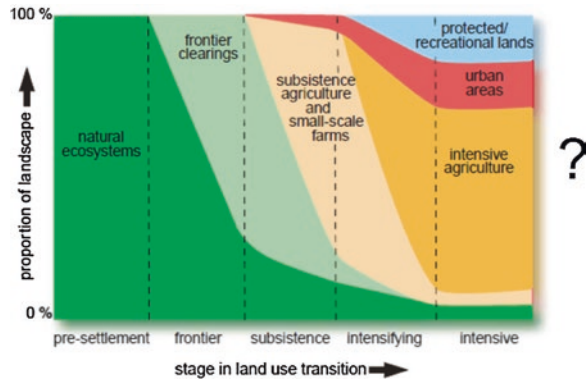 100 %
frontier
clearings
protected/
recreational lands
urban
areas
subsistence
agriculture
and
small-scale
farms
natural
ecosystems
intensive
agriculture
?
proportion of landscape
0 %
pre-settlement frontier subsistence intensifying intensive
stage in land use transition